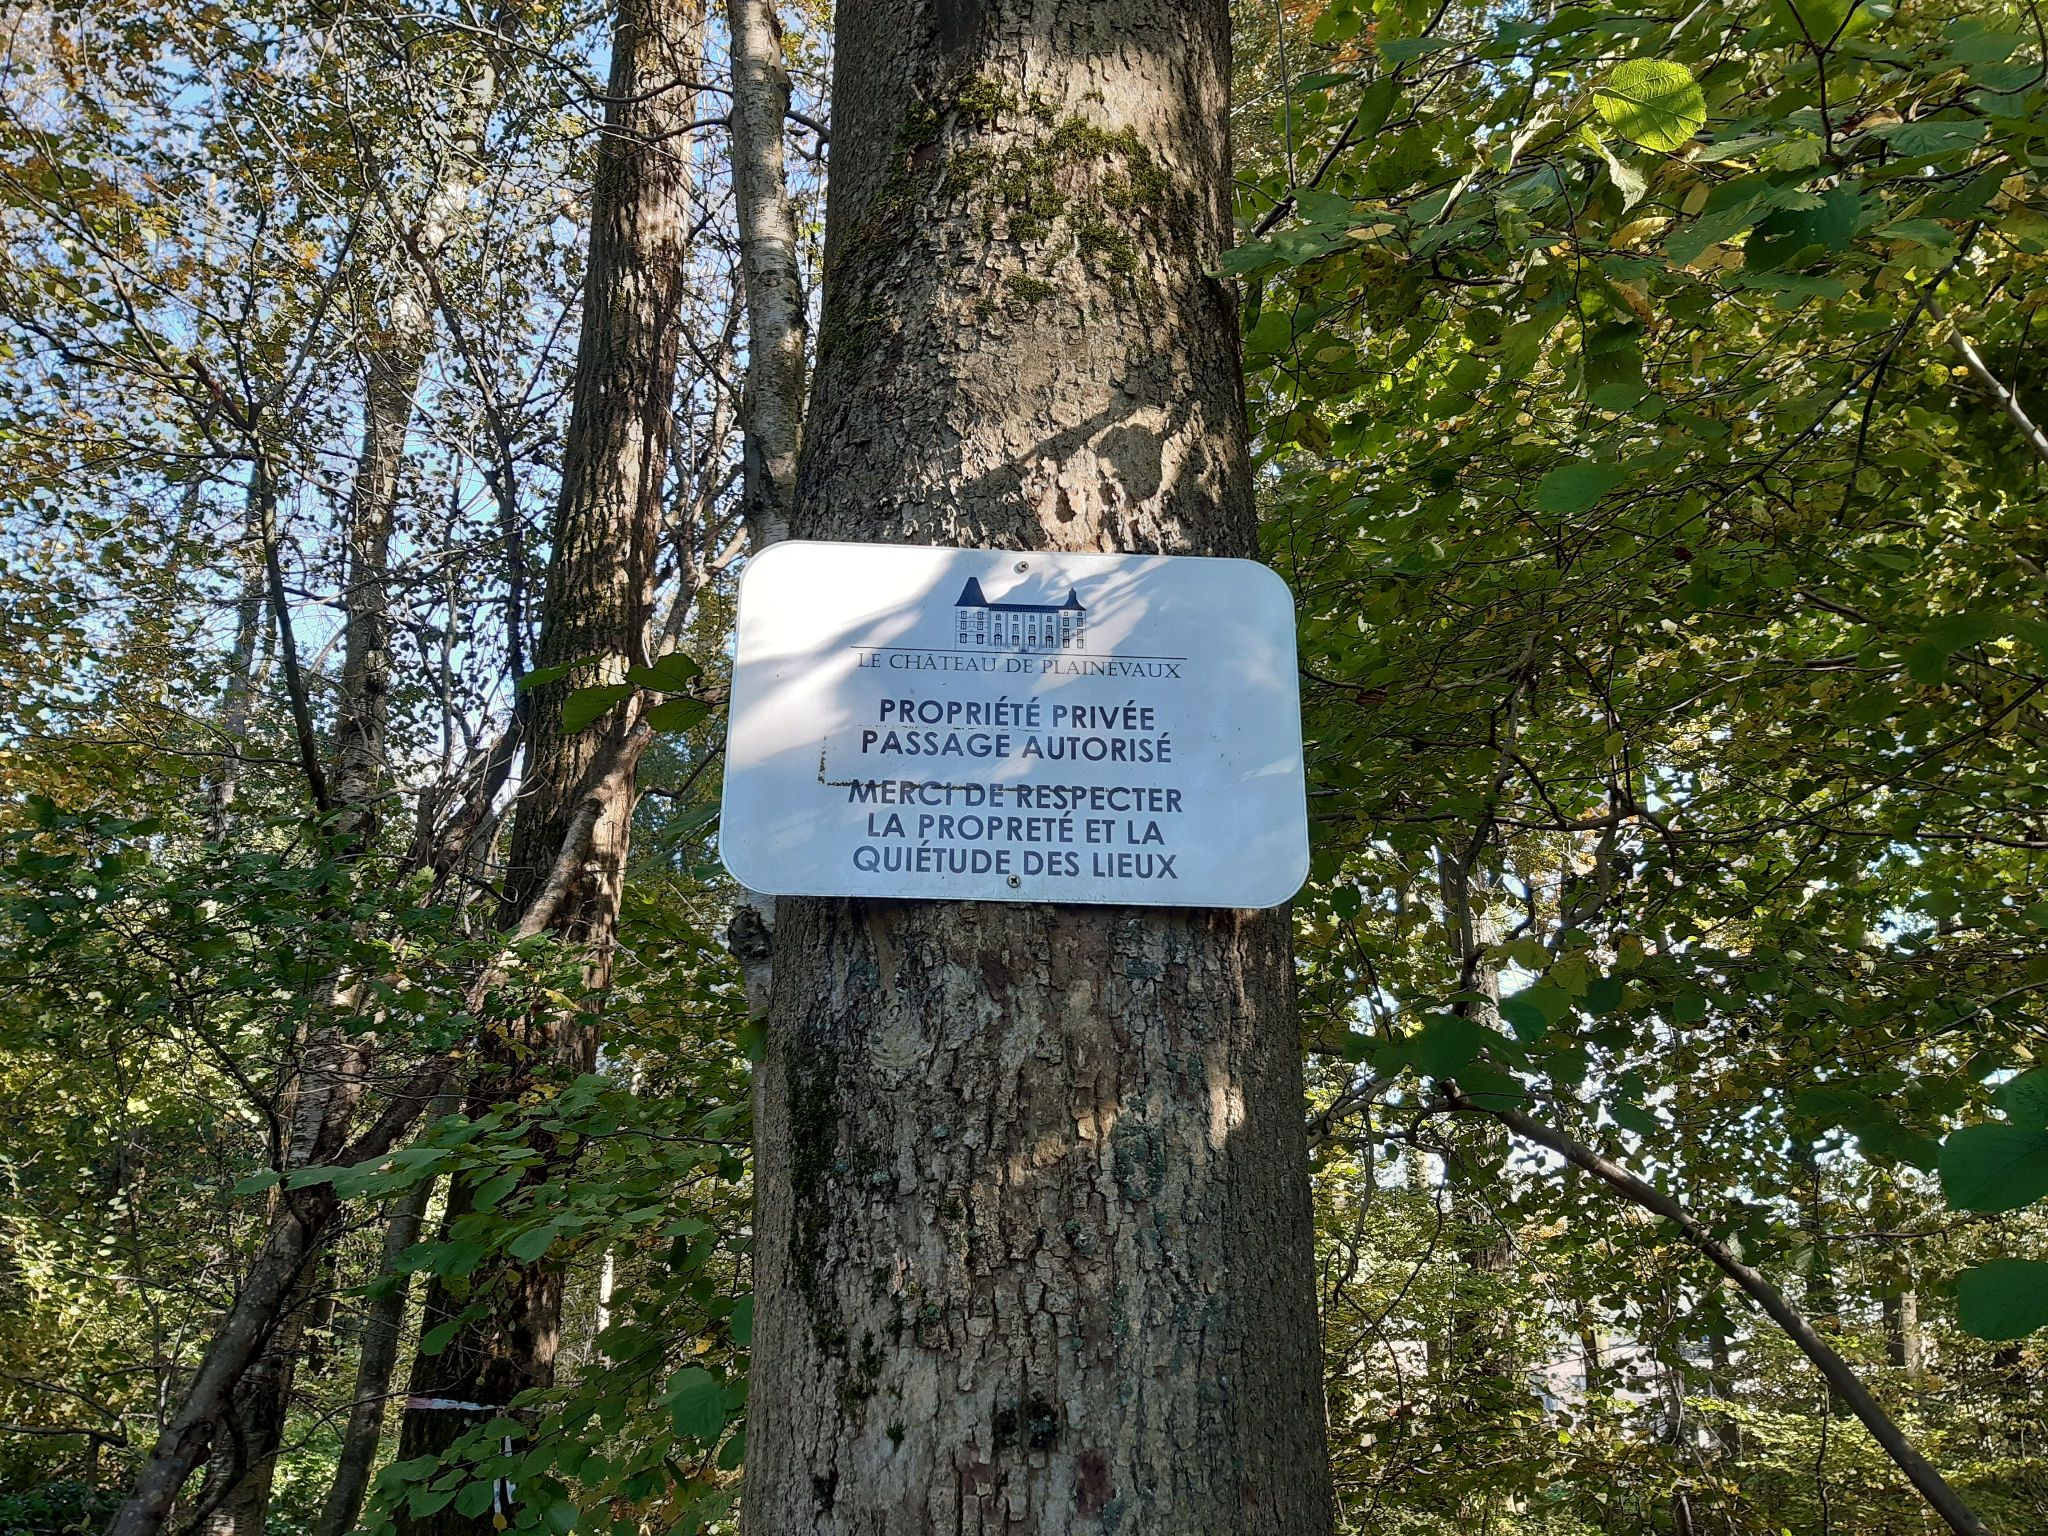 LE CHÂTEAU DE PLAINEVAUX
PROPRIÉTÉ PRIVÉE
PASSAGE AUTORISÉ
MERCI DE RESPECTER
LA PROPRETÉ ET LA
QUIÉTUDE DES LIEUX